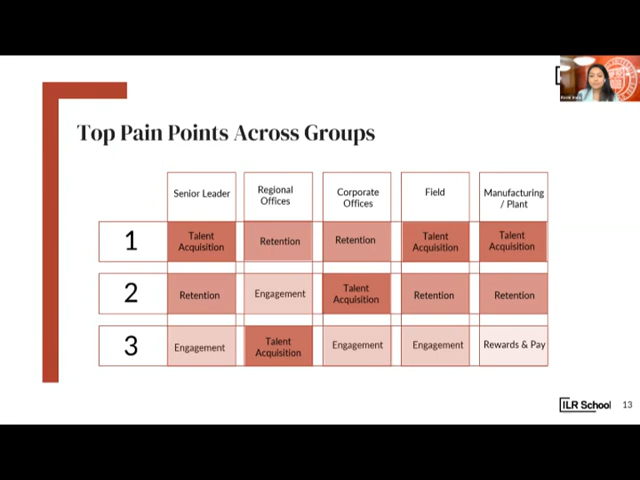 Top Pain Points Across Groups
Senior Leader
Regional
Offices
Corporate
Offices
Field
Manufacturing
/ Plant
1
Talent
Acquisition
Retention
Retention
Talent
Acquisition
Talent
Acquisition
2
Retention
Engagement
Talent
Acquisition
Retention
Retention
3
Engagement
Talent
Acquisition
Engagement
Engagement
Rewards & Pay
ILR School
13